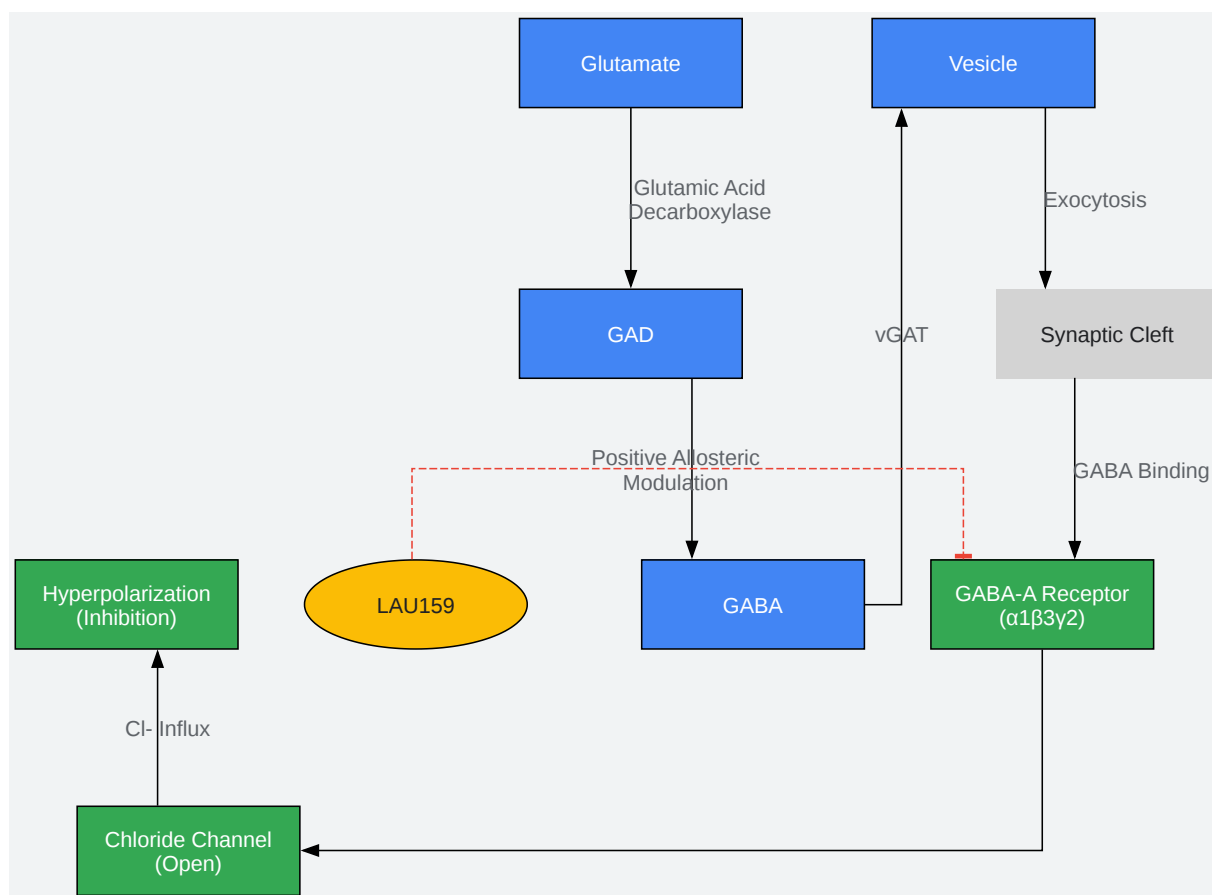 Glutamate
Vesicle
Glutamic Acid
Decarboxylase
Exocytosis
GAD
vGAT
Synaptic Cleft
Positive Allosteric
Modulation
GABA Binding
Hyperpolarization
(Inhibition)
LAU159
GABA
GABA-A Receptor
(α1β3γ2)
Cl- Influx
Chloride Channel
(Open)